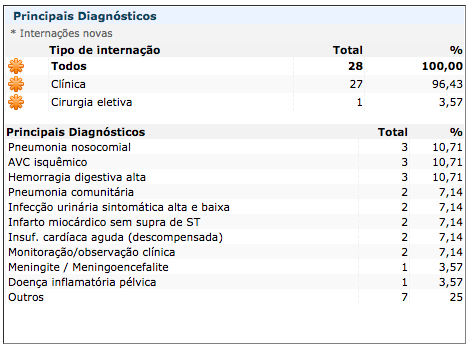 Principais Diagnósticos
* Internações novas
Tipo de internação Total %
Todos 28 100,00
Clínica 27 96,43
Cirurgia eletiva 1 3,57
Principais Diagnósticos Total %
Pneumonia nosocomial 3 10,71
AVC isquêmico 3 10,71
Hemorragia digestiva alta 3 10,71
Pneumonia comunitária 2 7,14
Infecção urinária sintomática alta e baixa 2 7,14
Infarto miocárdico sem supra de ST 2 7,14
Insuf. cardíaca aguda (descompensada) 2 7,14
Monitoração/observação clínica 2 7,14
Meningite / Meningoencefalite 1 3,57
Doença inflamatória pélvica 1 3,57
Outros 7 25